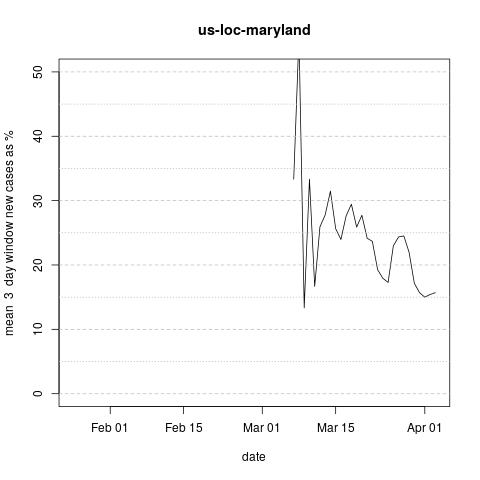 us-loc-maryland
mean  3  day window new cases as %
50
40
30
20
10
0
Feb 01
Feb 15
Mar 01
Mar 15
Apr 01
date